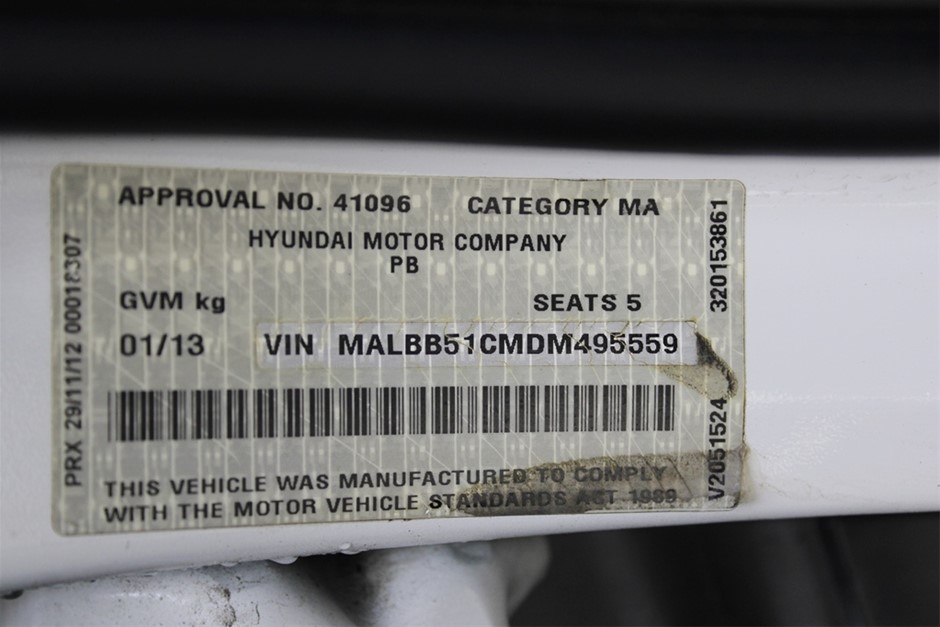 APPROVAL NO. 41096 CATEGORY MA
HYUNDAI MOTOR COMPANY
PB
GVM kg SEATS 5
01/13 VIN MALBB51CMDM495559
THIS VEHICLE WAS MANUFACTURED TO COMPLY
WITH THE MOTOR VEHICLE STANDARDS ACT 1989
PRX 29/11/12 00018307
V2051524
320153861